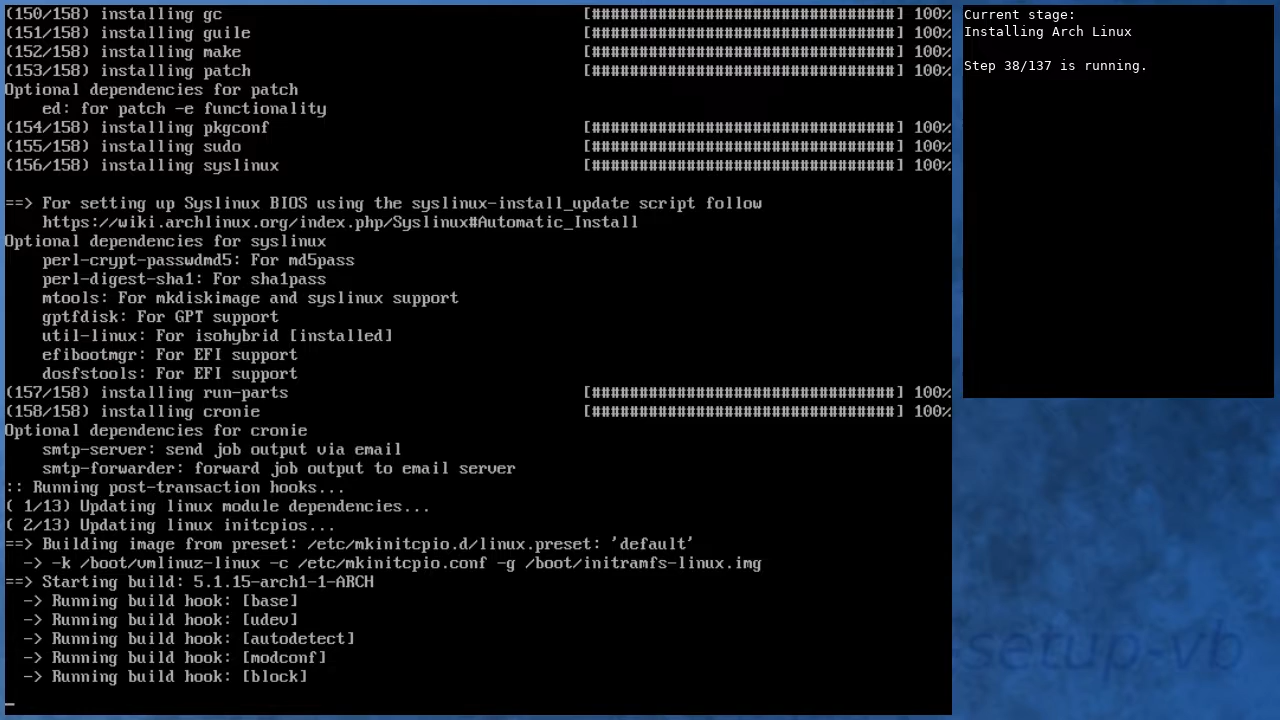 (150/158) installing gc [################################] 100%
(151/158) installing guile [################################] 100%
(152/158) installing make [################################] 100%
(153/158) installing patch [################################] 100%
Optional dependencies for patch
    ed: for patch -e functionality
(154/158) installing pkgconf [################################] 100%
(155/158) installing sudo [################################] 100%
(156/158) installing syslinux [################################] 100%

==> For setting up Syslinux BIOS using the syslinux-install_update script follow
    https://wiki.archlinux.org/index.php/Syslinux#Automatic_Install
Optional dependencies for syslinux
    perl-crypt-passwdmd5: For md5pass
    perl-digest-sha1: For sha1pass
    mtools: For mkdiskimage and syslinux support
    gptfdisk: For GPT support
    util-linux: For isohybrid [installed]
    efibootmgr: For EFI support
    dosfstools: For EFI support
(157/158) installing run-parts [################################] 100%
(158/158) installing cronie [################################] 100%
Optional dependencies for cronie
    smtp-server: send job output via email
    smtp-forwarder: forward job output to email server
:: Running post-transaction hooks...
( 1/13) Updating linux module dependencies...
( 2/13) Updating linux initcpios...
==> Building image from preset: /etc/mkinitcpio.d/linux.preset: 'default'
  -> -k /boot/vmlinuz-linux -c /etc/mkinitcpio.conf -g /boot/initramfs-linux.img
==> Starting build: 5.1.15-arch1-1-ARCH
  -> Running build hook: [base]
  -> Running build hook: [udev]
  -> Running build hook: [autodetect]
  -> Running build hook: [modconf]
  -> Running build hook: [block]
_
Current stage:
Installing Arch Linux

Step 38/137 is running.
-setup-vb